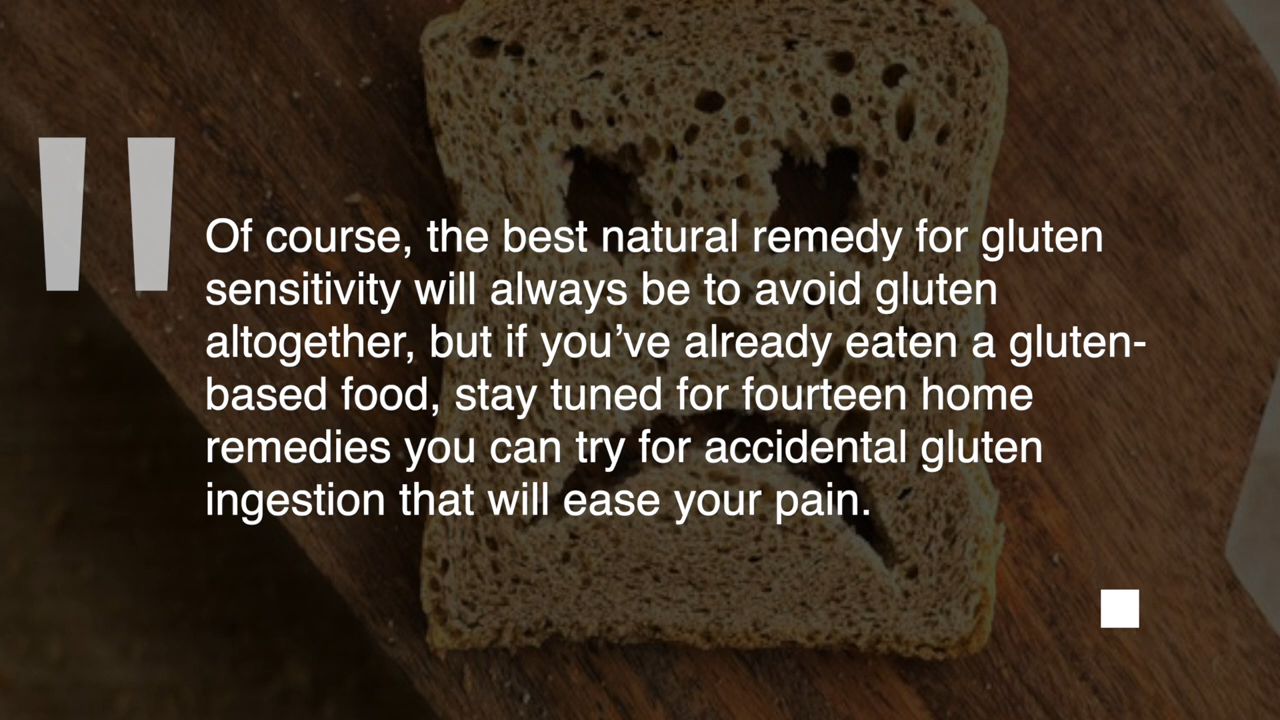 "
Of course, the best natural remedy for gluten
sensitivity will always be to avoid gluten
altogether, but if you’ve already eaten a gluten-
based food, stay tuned for fourteen home
remedies you can try for accidental gluten
ingestion that will ease your pain.